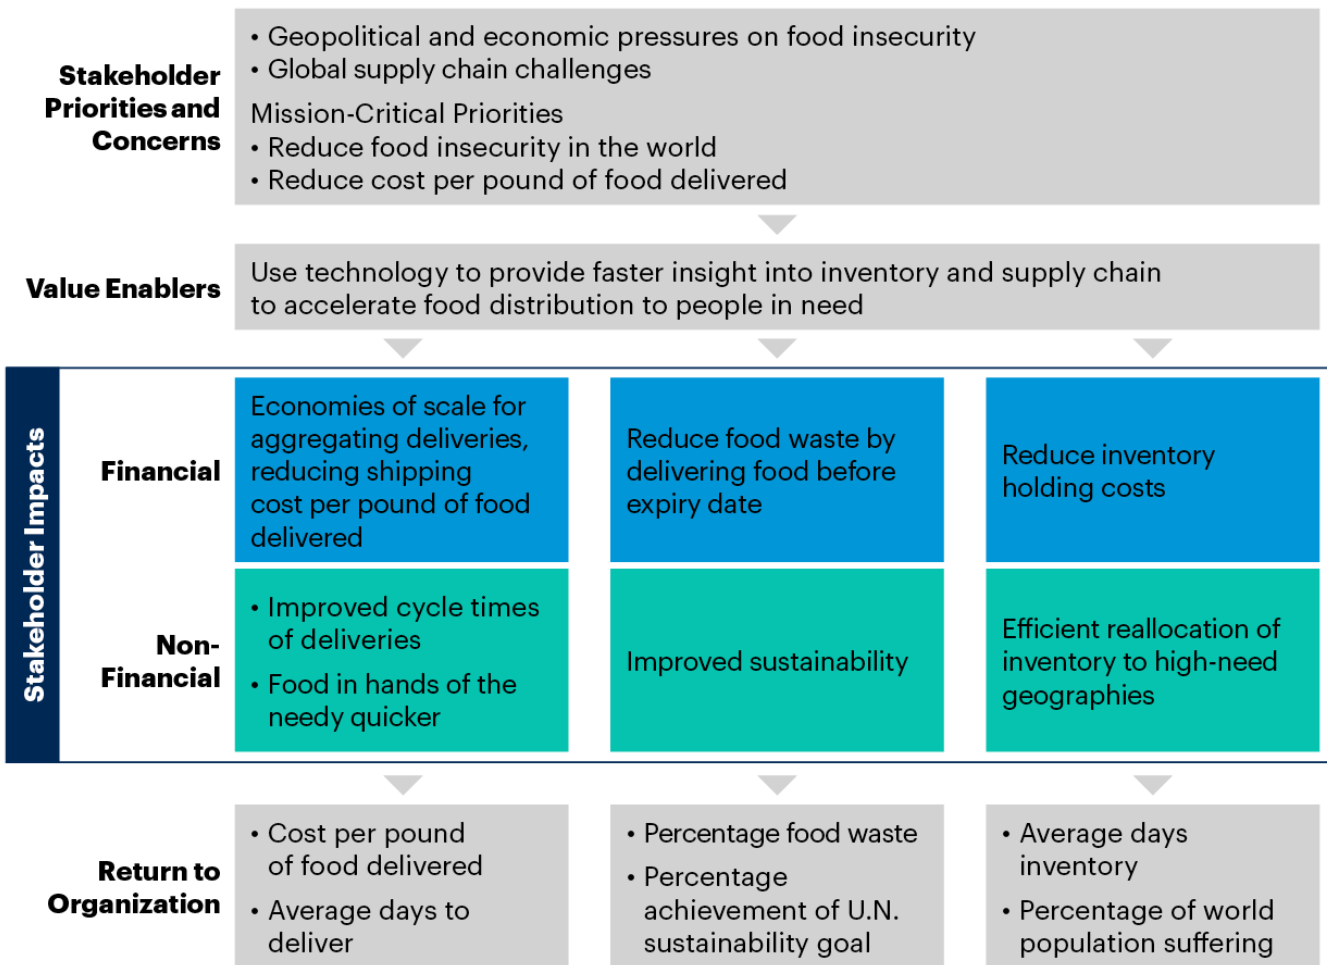 Stakeholder
Priorities and
Concerns
• Geopolitical and economic pressures on food insecurity
• Global supply chain challenges
Mission-Critical Priorities
• Reduce food insecurity in the world
• Reduce cost per pound of food delivered
Value Enablers
Use technology to provide faster insight into inventory and supply chain
to accelerate food distribution to people in need
Stakeholder Impacts
Financial
Economies of scale for
aggregating deliveries,
reducing shipping
cost per pound of food
delivered
Reduce food waste by
delivering food before
expiry date
Reduce inventory
holding costs
Non-
Financial
• Improved cycle times
of deliveries
• Food in hands of the
needy quicker
Improved sustainability
Efficient reallocation of
inventory to high-need
geographies
Return to
Organization
• Cost per pound
of food delivered
• Average days to
deliver
• Percentage food waste
• Percentage
achievement of U.N.
sustainability goal
• Average days
inventory
• Percentage of world
population suffering